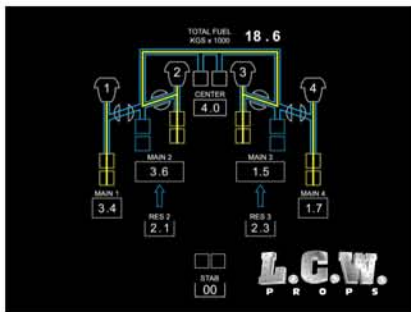 TOTAL FUEL
KGS x 1000
18.6
1
2
3
4
CENTER
4.0
MAIN 2
3.6
MAIN 3
1.5
MAIN 1
3.4
MAIN 4
1.7
RES 2
2.1
RES 3
2.3
STAB
00
L.C.W.
PROPS